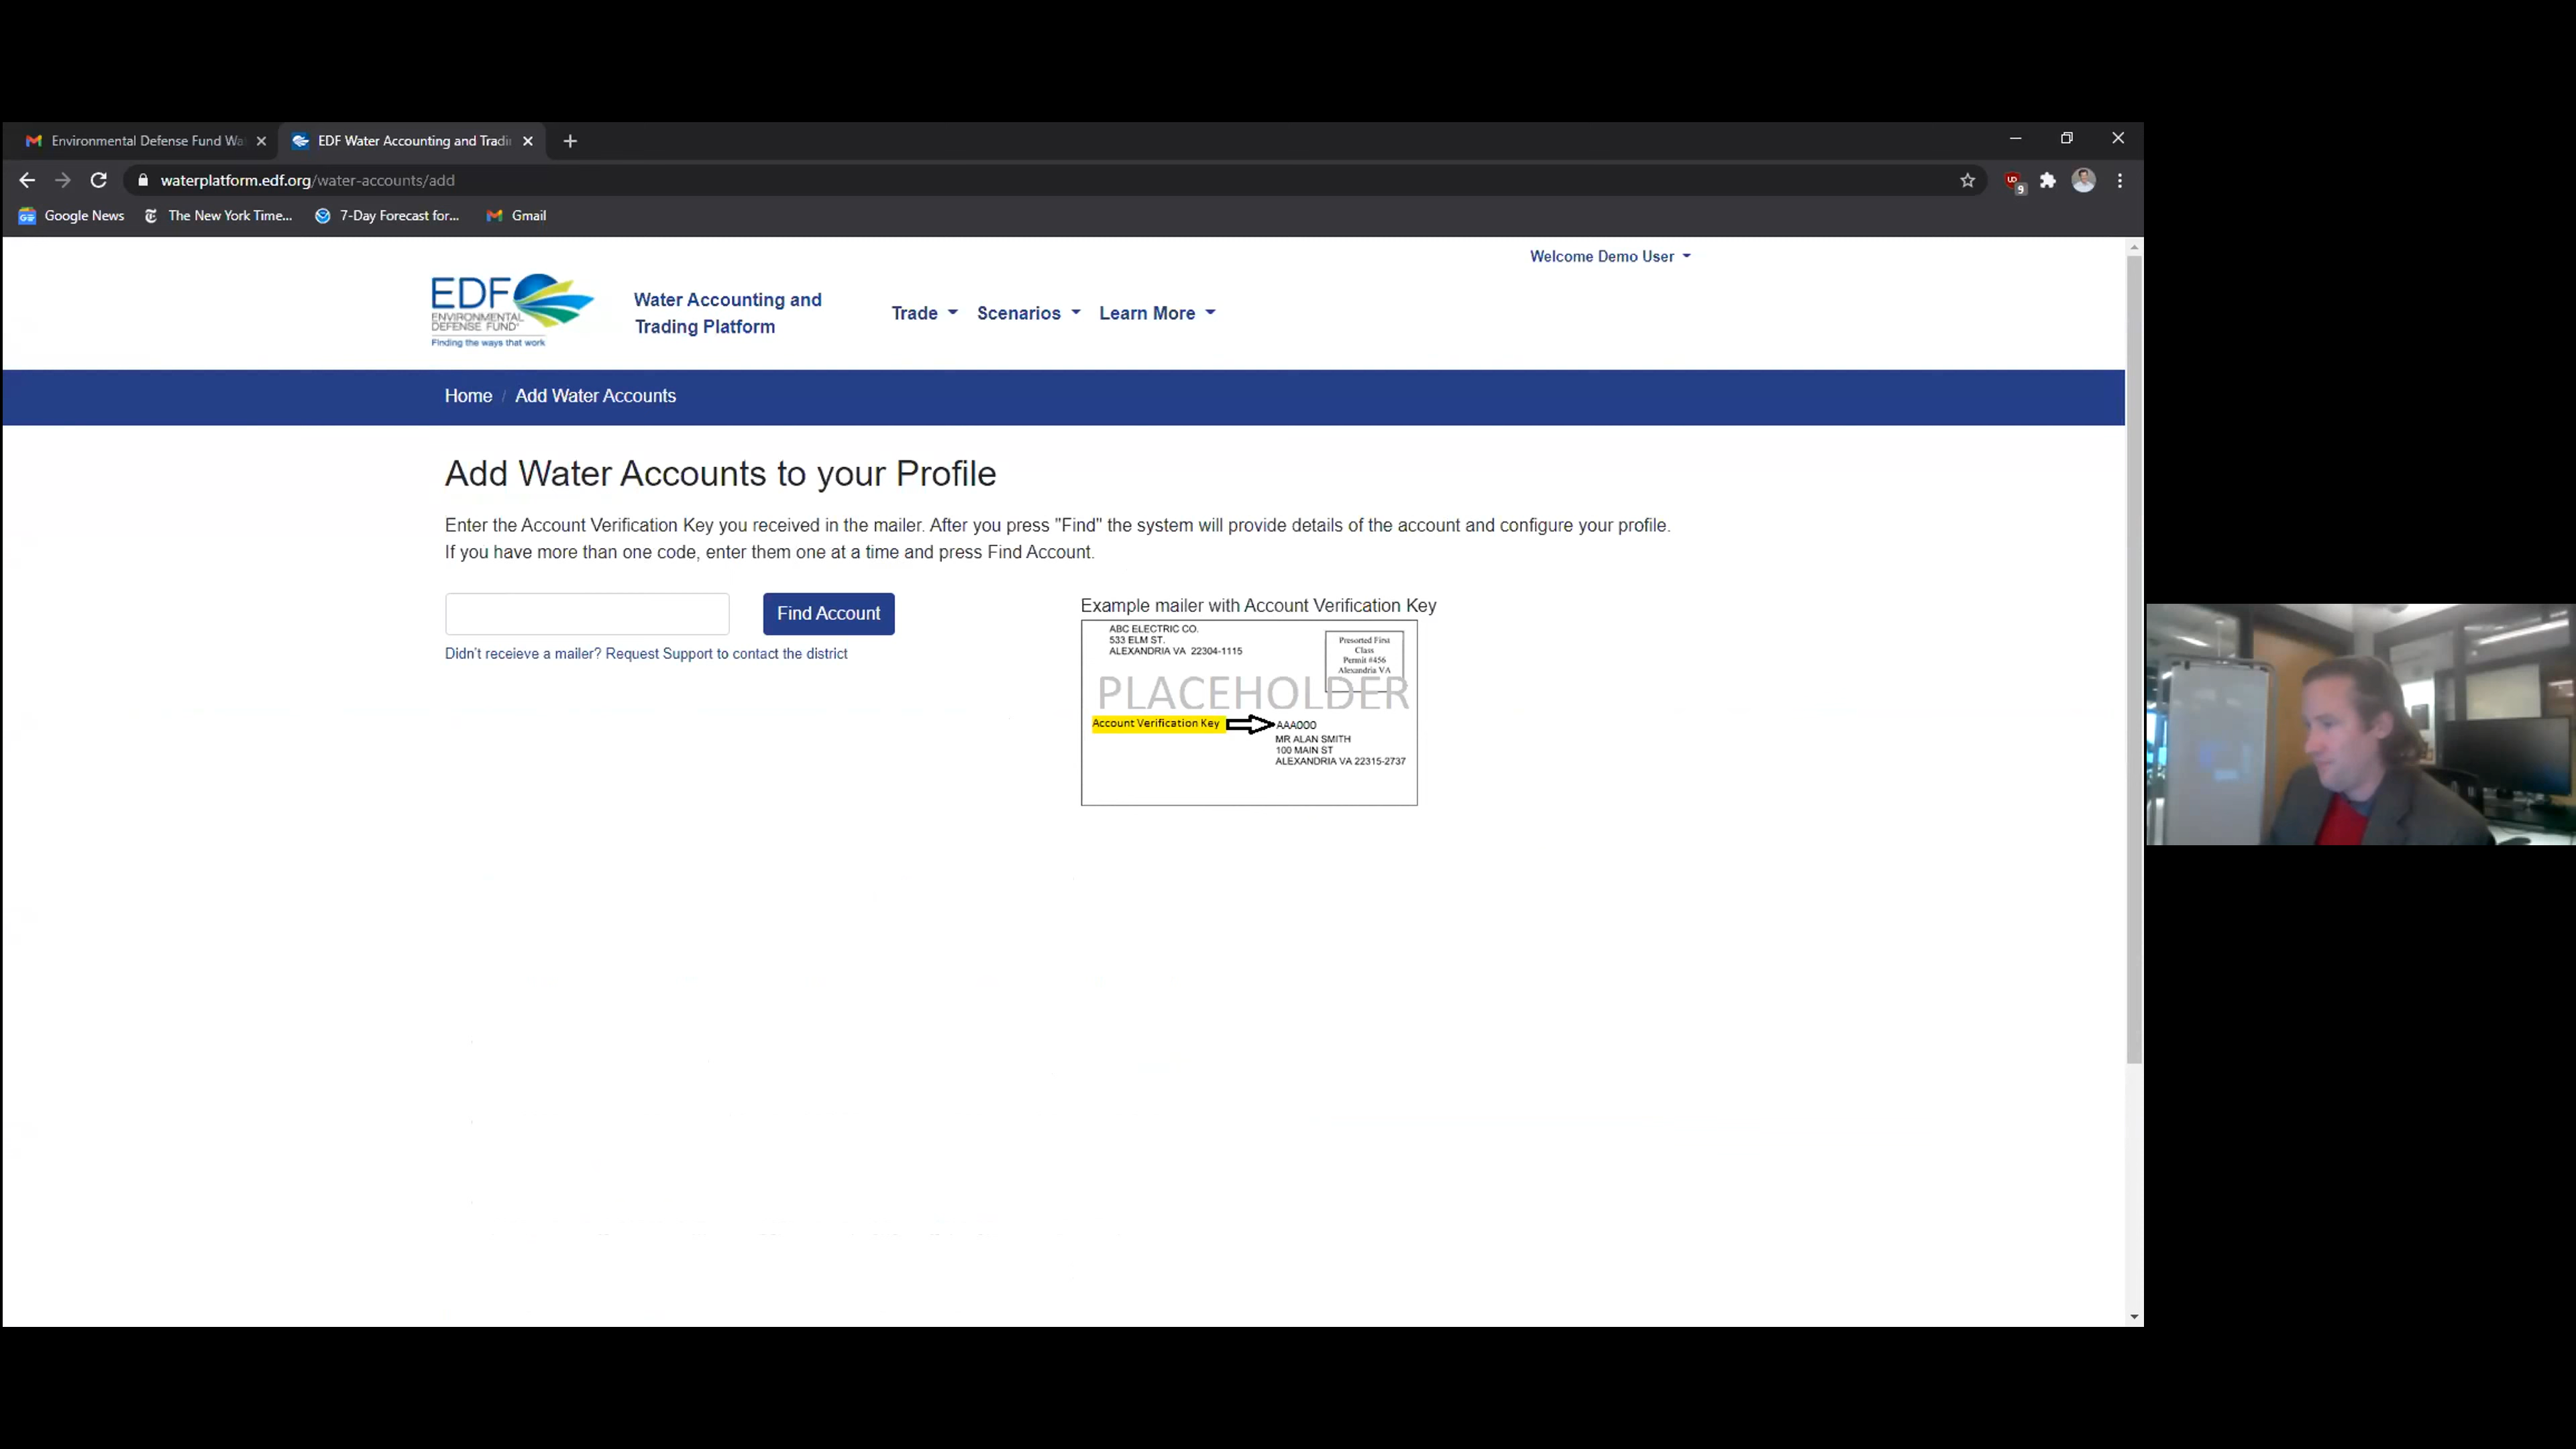 Environmental Defense Fund Wa
EDF Water Accounting and Tradi
waterplatform.edf.org/water-accounts/add
UD
9
Google News
The New York Time...
7-Day Forecast for...
Gmail
Welcome Demo User
EDF
ENVIRONMENTAL
DEFENSE FUND®
Finding the ways that work
Water Accounting and
Trading Platform
Trade
Scenarios
Learn More
Home / Add Water Accounts
Add Water Accounts to your Profile
Enter the Account Verification Key you received in the mailer. After you press "Find" the system will provide details of the account and configure your profile.
If you have more than one code, enter them one at a time and press Find Account.
Find Account
Didn't receieve a mailer? Request Support to contact the district
Example mailer with Account Verification Key
ABC ELECTRIC CO.
533 ELM ST.
ALEXANDRIA VA 22304-1115
Presorted First
Class
Permit #456
Alexandria VA
PLACEHOLDER
Account Verification Key
AAA000
MR ALAN SMITH
100 MAIN ST
ALEXANDRIA VA 22315-2737